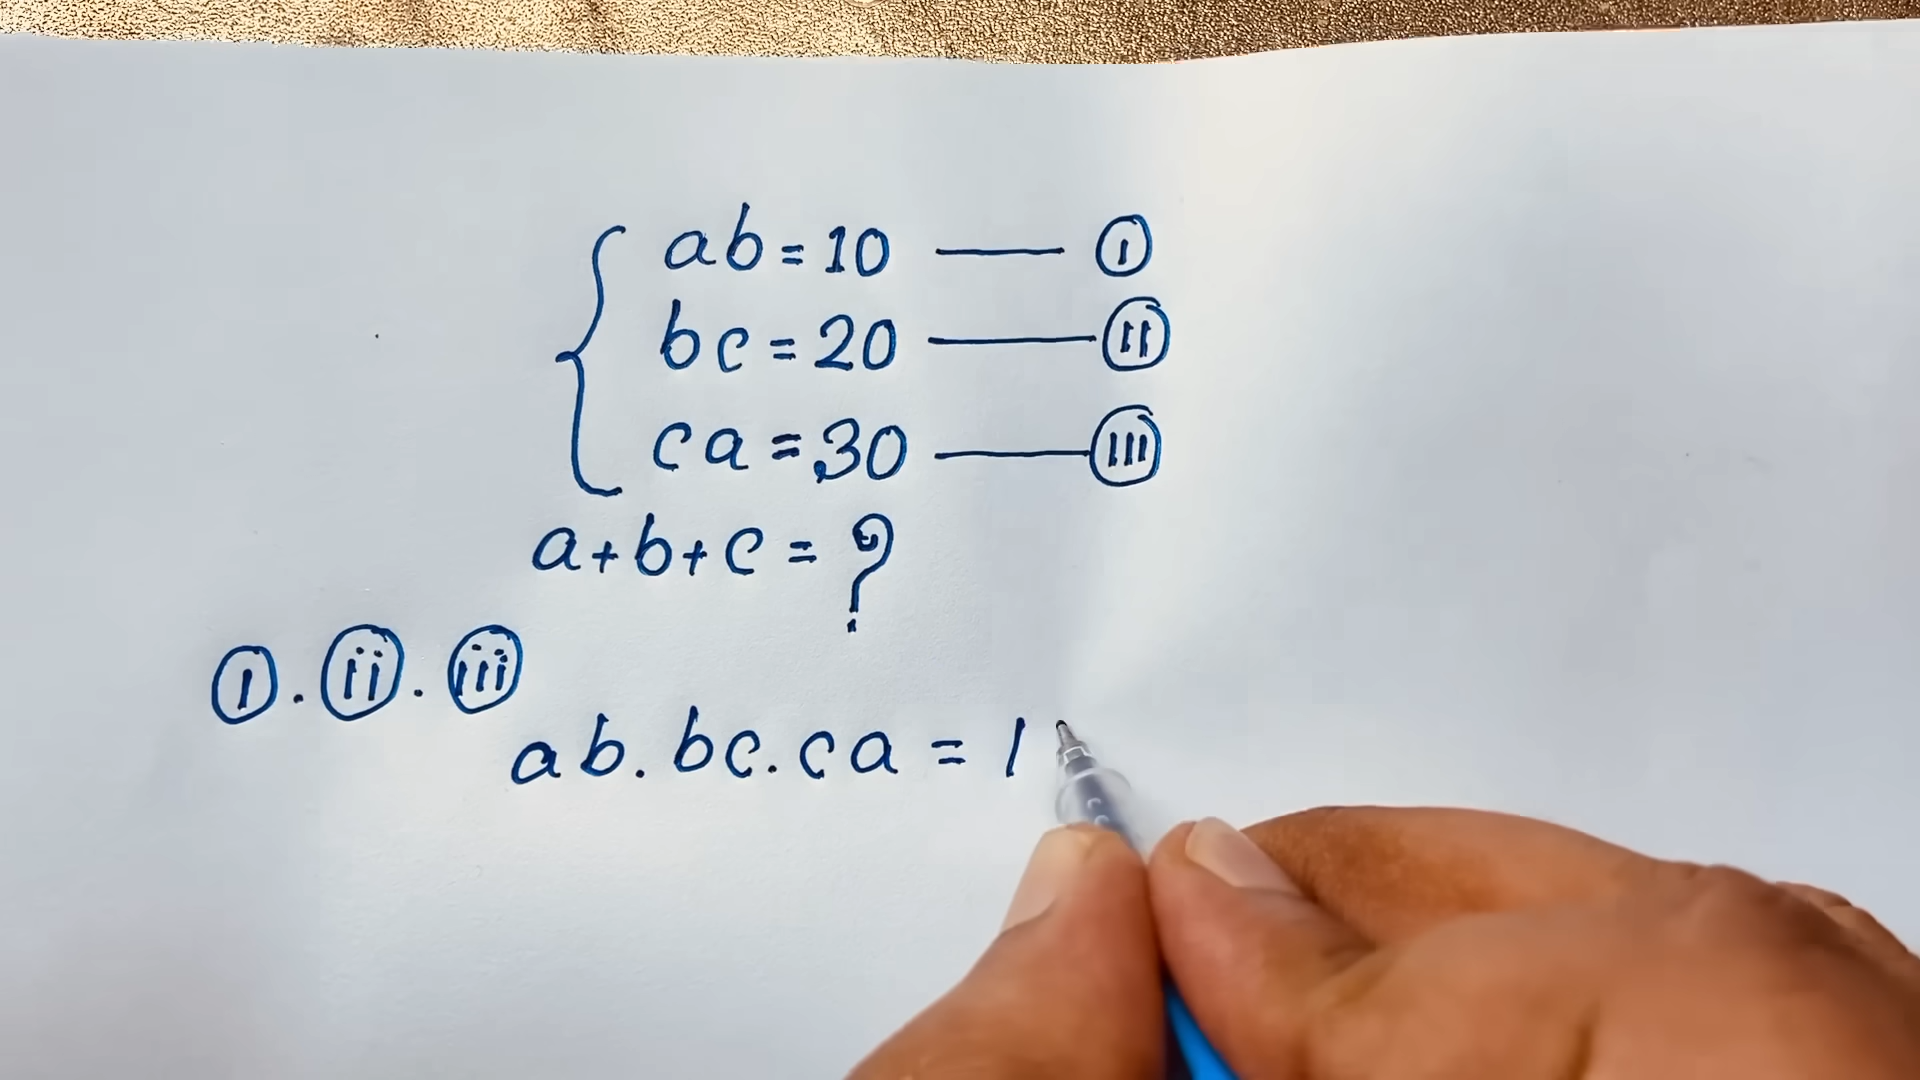 ab = 10 —— (i)
bc = 20 —— (ii)
ca = 30 —— (iii)
a+b+c = ?
(i) . (ii) . (iii)
ab . bc . ca = 1